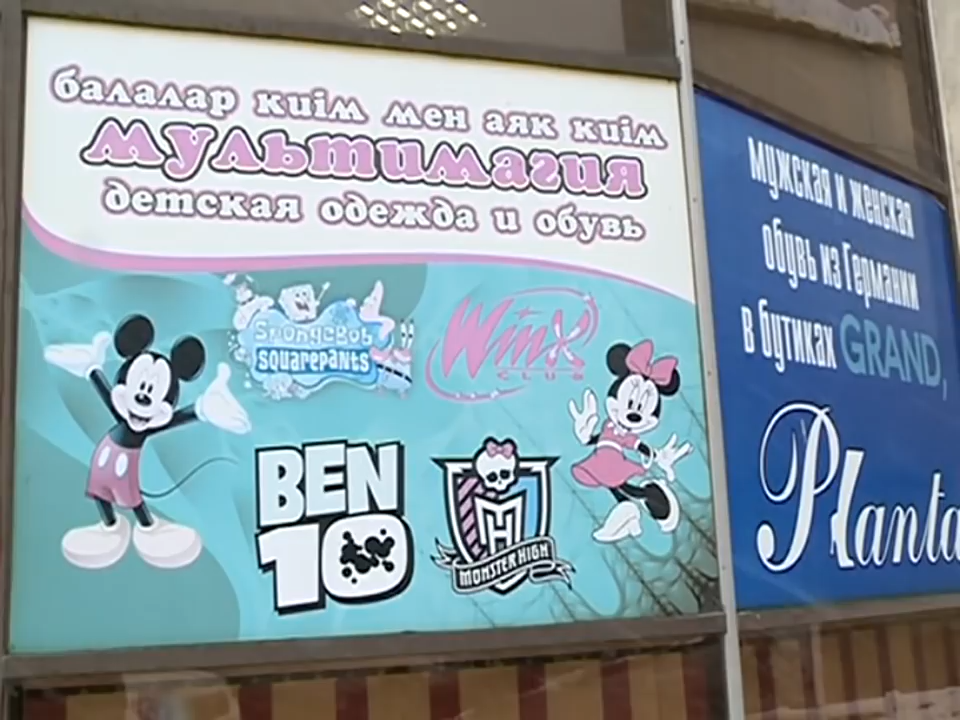 балалар киім мен аяк киім
мультимагия
детская одежда и обувь
SpongeBob
SQUAREPANTS
WinX
CLUB
BEN
10
MONSTER HIGH
мужская и женская
обувь из Германии
в бутиках GRAND,
Planta